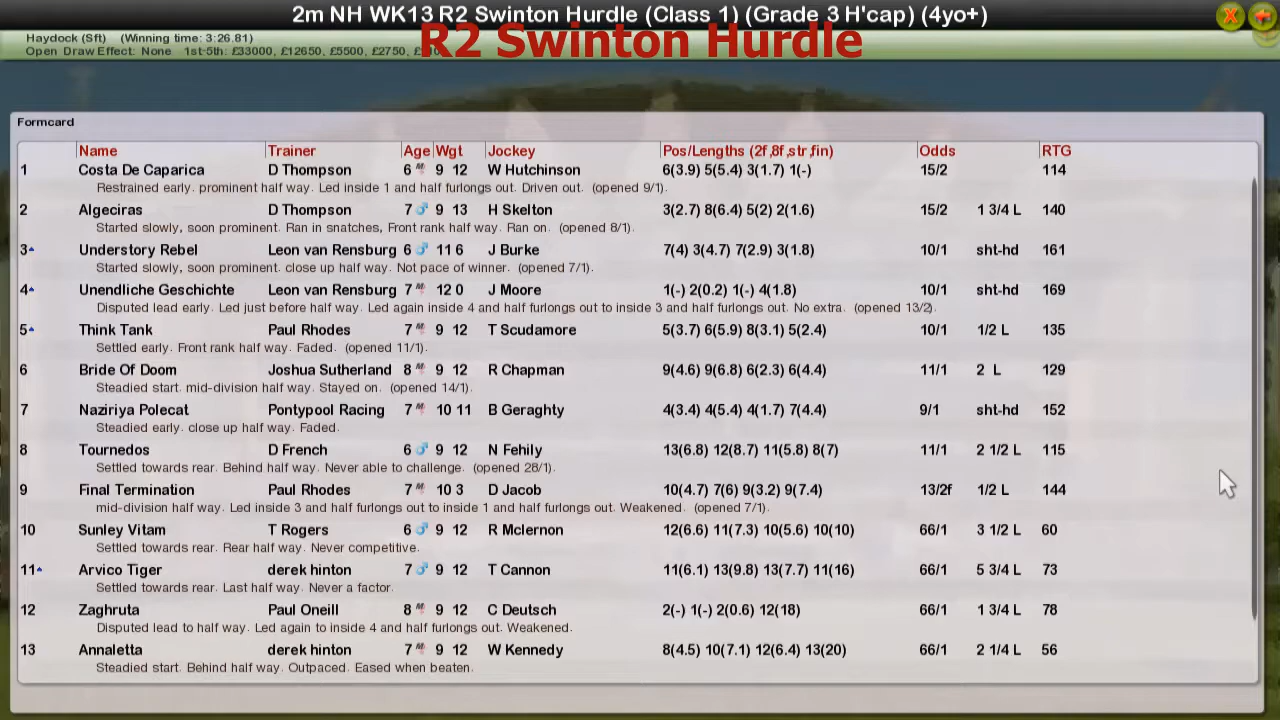 2m NH WK13 R2 Swinton Hurdle (Class 1) (Grade 3 H'cap) (4yo+)
R2 Swinton Hurdle
Haydock (Sft) (Winning time: 3:26.81)
Open Draw Effect: None 1st-5th: £33000, £12650, £5500, £2750,
Formcard
Name Trainer Age Wgt Jockey Pos/Lengths (2f,8f,str,fin) Odds RTG
1 Costa De Caparica D Thompson 6 9 12 W Hutchinson 6(3.9) 5(5.4) 3(1.7) 1(-) 15/2 114
Restrained early. prominent half way. Led inside 1 and half furlongs out. Driven out. (opened 9/1).
2 Algeciras D Thompson 7 9 13 H Skelton 3(2.7) 8(6.4) 5(2) 2(1.6) 15/2 1 3/4 L 140
Started slowly, soon prominent. Ran in snatches, Front rank half way. Ran on. (opened 8/1).
3 Understory Rebel Leon van Rensburg 6 11 6 J Burke 7(4) 3(4.7) 7(2.9) 3(1.8) 10/1 sht-hd 161
Started slowly, soon prominent. close up half way. Not pace of winner. (opened 7/1).
4 Unendliche Geschichte Leon van Rensburg 7 12 0 J Moore 1(-) 2(0.2) 1(-) 4(1.8) 10/1 sht-hd 169
Disputed lead early. Led just before half way. Led again inside 4 and half furlongs out to inside 3 and half furlongs out. No extra. (opened 13/2).
5 Think Tank Paul Rhodes 7 9 12 T Scudamore 5(3.7) 6(5.9) 8(3.1) 5(2.4) 10/1 1/2 L 135
Settled early. Front rank half way. Faded. (opened 11/1).
6 Bride Of Doom Joshua Sutherland 8 9 12 R Chapman 9(4.6) 9(6.8) 6(2.3) 6(4.4) 11/1 2 L 129
Steadied start. mid-division half way. Stayed on. (opened 14/1).
7 Naziriya Polecat Pontypool Racing 7 10 11 B Geraghty 4(3.4) 4(5.4) 4(1.7) 7(4.4) 9/1 sht-hd 152
Steadied early. close up half way. Faded.
8 Tournedos D French 6 9 12 N Fehily 13(6.8) 12(8.7) 11(5.8) 8(7) 11/1 2 1/2 L 115
Settled towards rear. Behind half way. Never able to challenge. (opened 28/1).
9 Final Termination Paul Rhodes 7 10 3 D Jacob 10(4.7) 7(6) 9(3.2) 9(7.4) 13/2f 1/2 L 144
mid-division half way. Led inside 3 and half furlongs out to inside 1 and half furlongs out. Weakened. (opened 7/1).
10 Sunley Vitam T Rogers 6 9 12 R Mclernon 12(6.6) 11(7.3) 10(5.6) 10(10) 66/1 3 1/2 L 60
Settled towards rear. Rear half way. Never competitive.
11 Arvico Tiger derek hinton 7 9 12 T Cannon 11(6.1) 13(9.8) 13(7.7) 11(16) 66/1 5 3/4 L 73
Settled towards rear. Last half way. Never a factor.
12 Zaghruta Paul Oneill 8 9 12 C Deutsch 2(-) 1(-) 2(0.6) 12(18) 66/1 1 3/4 L 78
Disputed lead to half way. Led again to inside 4 and half furlongs out. Weakened.
13 Annaletta derek hinton 7 9 12 W Kennedy 8(4.5) 10(7.1) 12(6.4) 13(20) 66/1 2 1/4 L 56
Steadied start. Behind half way. Outpaced. Eased when beaten.